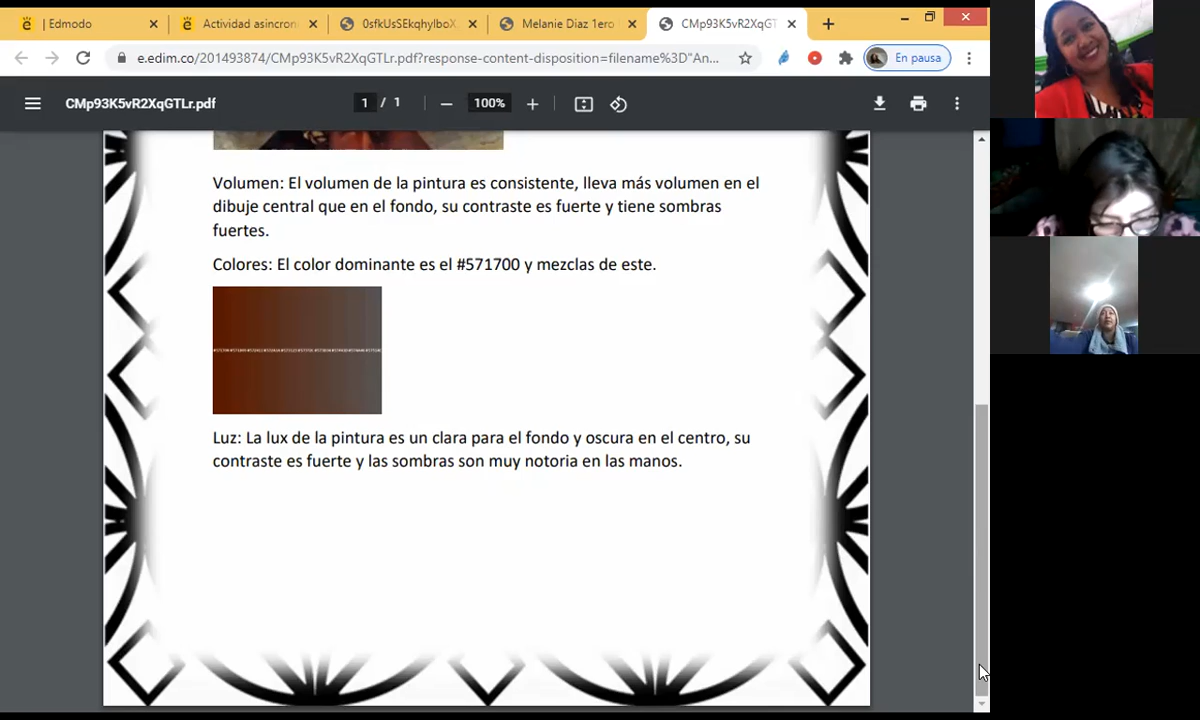 | Edmodo
Actividad asincron
0sfkUsSEkqhylboX
Melanie Diaz 1ero
CMp93K5vR2XqGT
e.edim.co/201493874/CMp93K5vR2XqGTLr.pdf?response-content-disposition=filename%3D"An...
En pausa
CMp93K5vR2XqGTLr.pdf
1 / 1
100%
Volumen: El volumen de la pintura es consistente, lleva más volumen en el
dibuje central que en el fondo, su contraste es fuerte y tiene sombras
fuertes.
Colores: El color dominante es el #571700 y mezclas de este.
Luz: La lux de la pintura es un clara para el fondo y oscura en el centro, su
contraste es fuerte y las sombras son muy notoria en las manos.